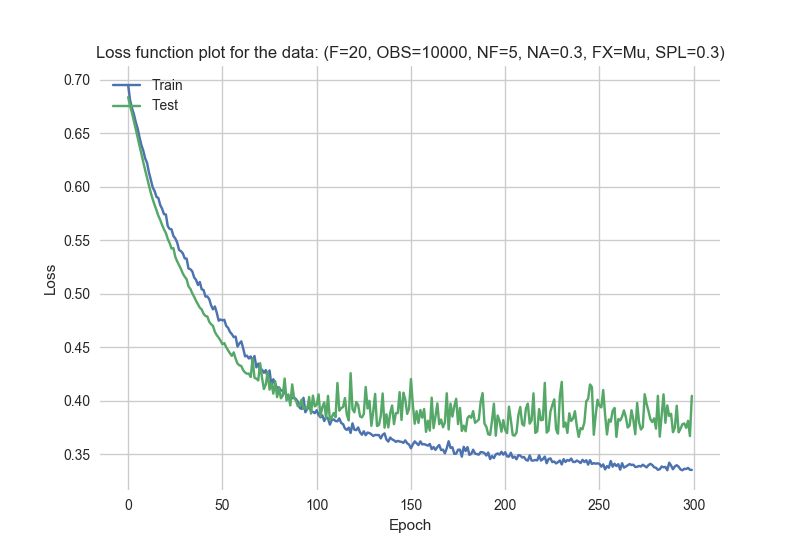 Loss function plot for the data: (F=20, OBS=10000, NF=5, NA=0.3, FX=Mu, SPL=0.3)
Train
Test
0.70
0.65
0.60
0.55
0.50
0.45
0.40
0.35
Loss
0 50 100 150 200 250 300
Epoch